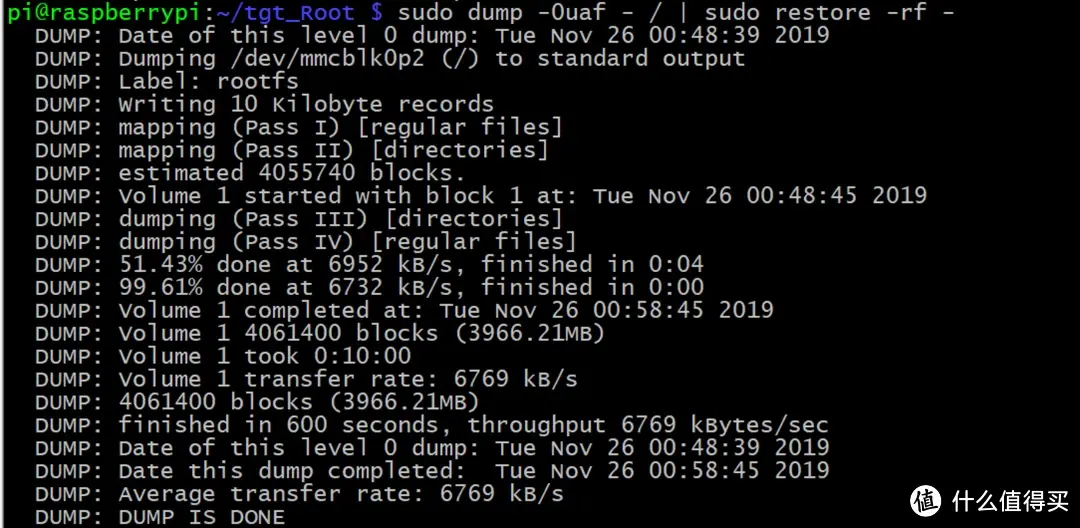 pi@raspberrypi:~/tgt_Root $ sudo dump -0uaf - / | sudo restore -rf -
DUMP: Date of this level 0 dump: Tue Nov 26 00:48:39 2019
DUMP: Dumping /dev/mmcblk0p2 (/) to standard output
DUMP: Label: rootfs
DUMP: Writing 10 Kilobyte records
DUMP: mapping (Pass I) [regular files]
DUMP: mapping (Pass II) [directories]
DUMP: estimated 4055740 blocks.
DUMP: Volume 1 started with block 1 at: Tue Nov 26 00:48:45 2019
DUMP: dumping (Pass III) [directories]
DUMP: dumping (Pass IV) [regular files]
DUMP: 51.43% done at 6952 kB/s, finished in 0:04
DUMP: 99.61% done at 6732 kB/s, finished in 0:00
DUMP: Volume 1 completed at: Tue Nov 26 00:58:45 2019
DUMP: Volume 1 4061400 blocks (3966.21MB)
DUMP: Volume 1 took 0:10:00
DUMP: Volume 1 transfer rate: 6769 kB/s
DUMP: 4061400 blocks (3966.21MB)
DUMP: finished in 600 seconds, throughput 6769 kBytes/sec
DUMP: Date of this level 0 dump: Tue Nov 26 00:48:39 2019
DUMP: Date this dump completed:  Tue Nov 26 00:58:45 2019
DUMP: Average transfer rate: 6769 kB/s
DUMP: DUMP IS DONE
值 什么值得买